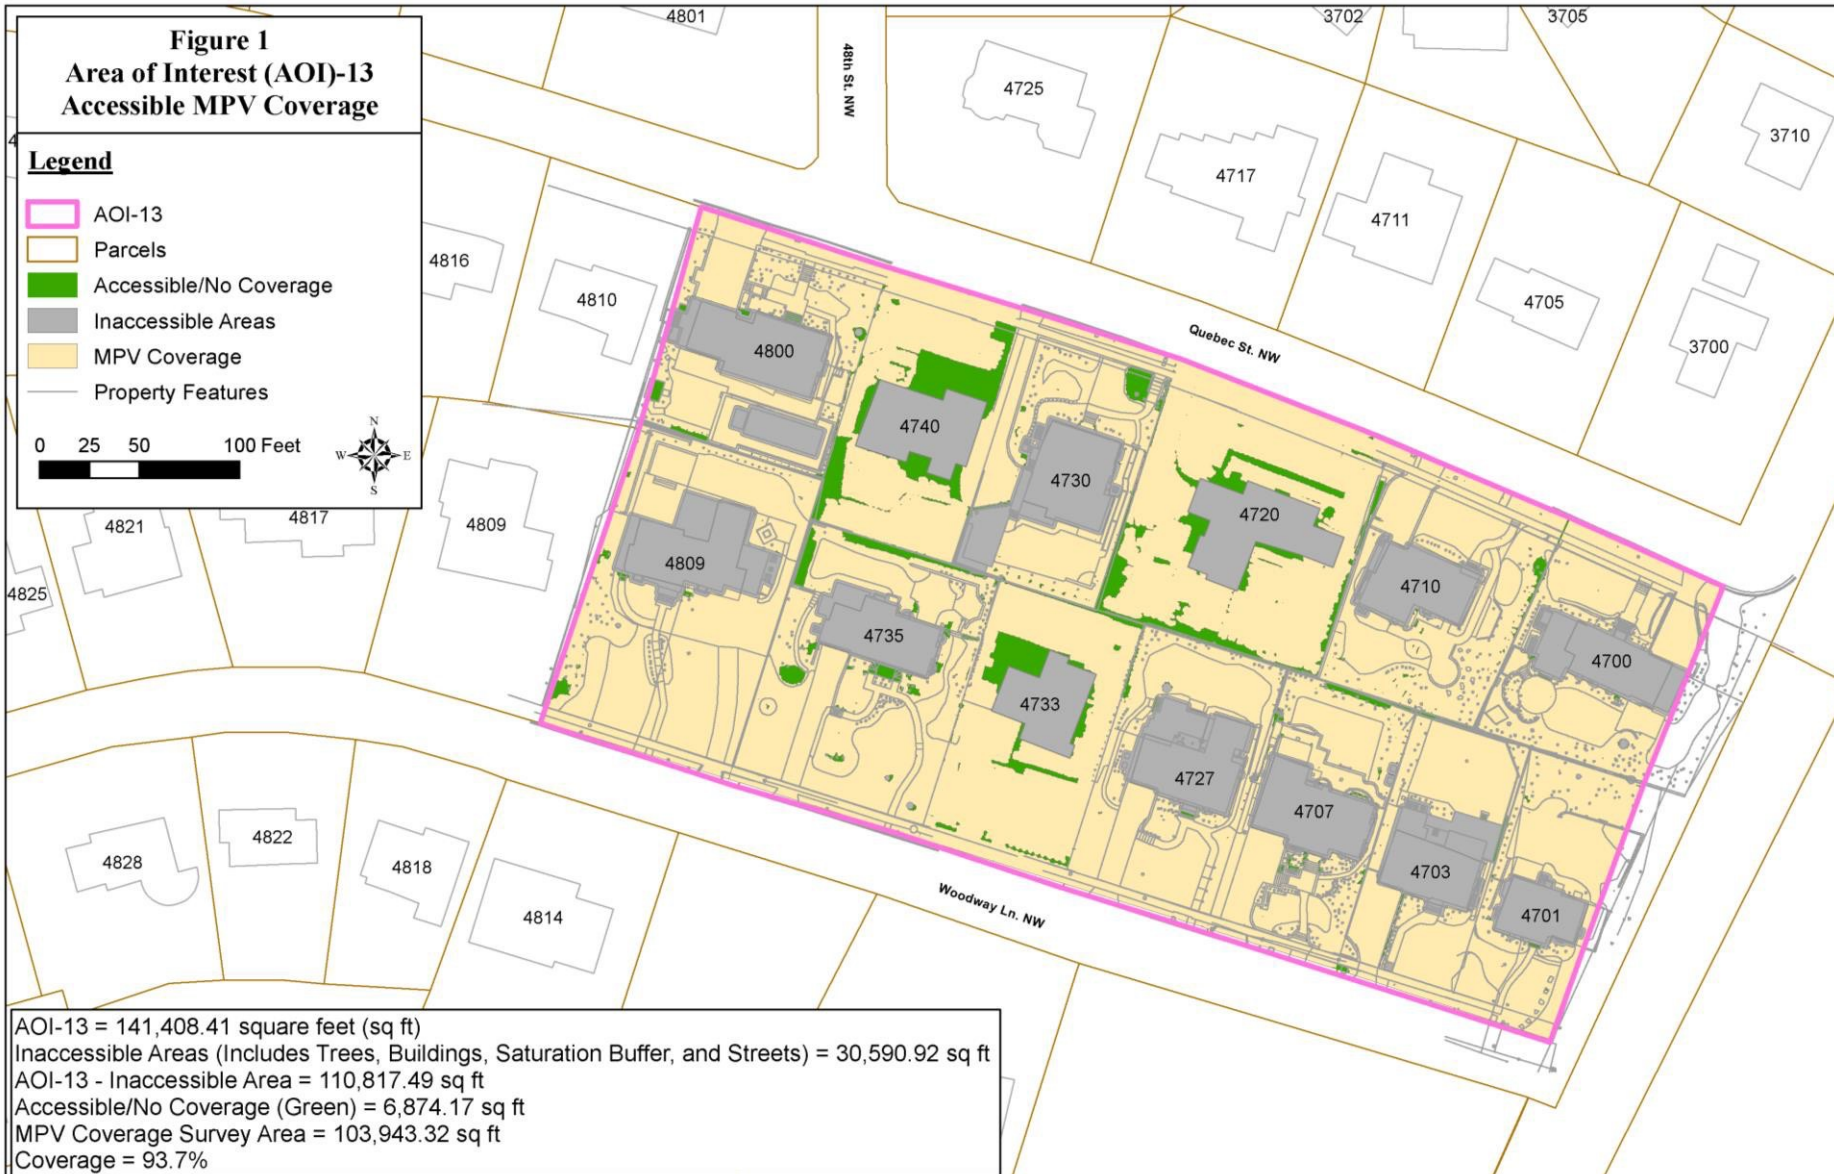 Figure 1
Area of Interest (AOI)-13
Accessible MPV Coverage
Legend
AOI-13
Parcels
Accessible/No Coverage
Inaccessible Areas
MPV Coverage
Property Features
0 25 50 100 Feet
N
W E
S
4801
3702
3705
48th St. NW
4725
3710
4717
4711
4816
4810
4705
3700
Quebec St. NW
4800
4740
4730
4720
4710
4700
4821
4817
4809
4825
4809
4735
4733
4727
4707
4703
4701
4828
4822
4818
4814
Woodway Ln. NW
AOI-13 = 141,408.41 square feet (sq ft)
Inaccessible Areas (Includes Trees, Buildings, Saturation Buffer, and Streets) = 30,590.92 sq ft
AOI-13 - Inaccessible Area = 110,817.49 sq ft
Accessible/No Coverage (Green) = 6,874.17 sq ft
MPV Coverage Survey Area = 103,943.32 sq ft
Coverage = 93.7%